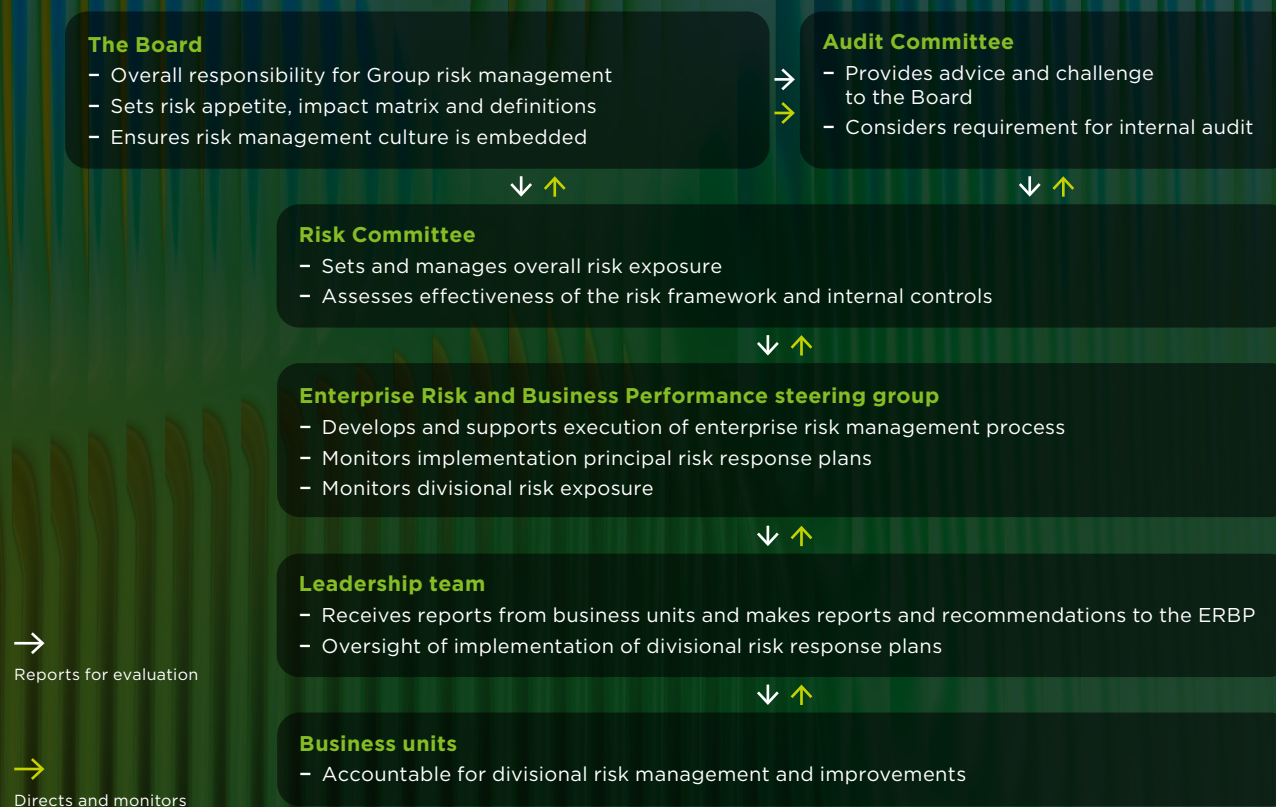 The Board
– Overall responsibility for Group risk management
– Sets risk appetite, impact matrix and definitions
– Ensures risk management culture is embedded
Audit Committee
– Provides advice and challenge
to the Board
– Considers requirement for internal audit
Risk Committee
– Sets and manages overall risk exposure
– Assesses effectiveness of the risk framework and internal controls
Enterprise Risk and Business Performance steering group
– Develops and supports execution of enterprise risk management process
– Monitors implementation principal risk response plans
– Monitors divisional risk exposure
Leadership team
– Receives reports from business units and makes reports and recommendations to the ERBP
– Oversight of implementation of divisional risk response plans
Business units
– Accountable for divisional risk management and improvements
Reports for evaluation
Directs and monitors